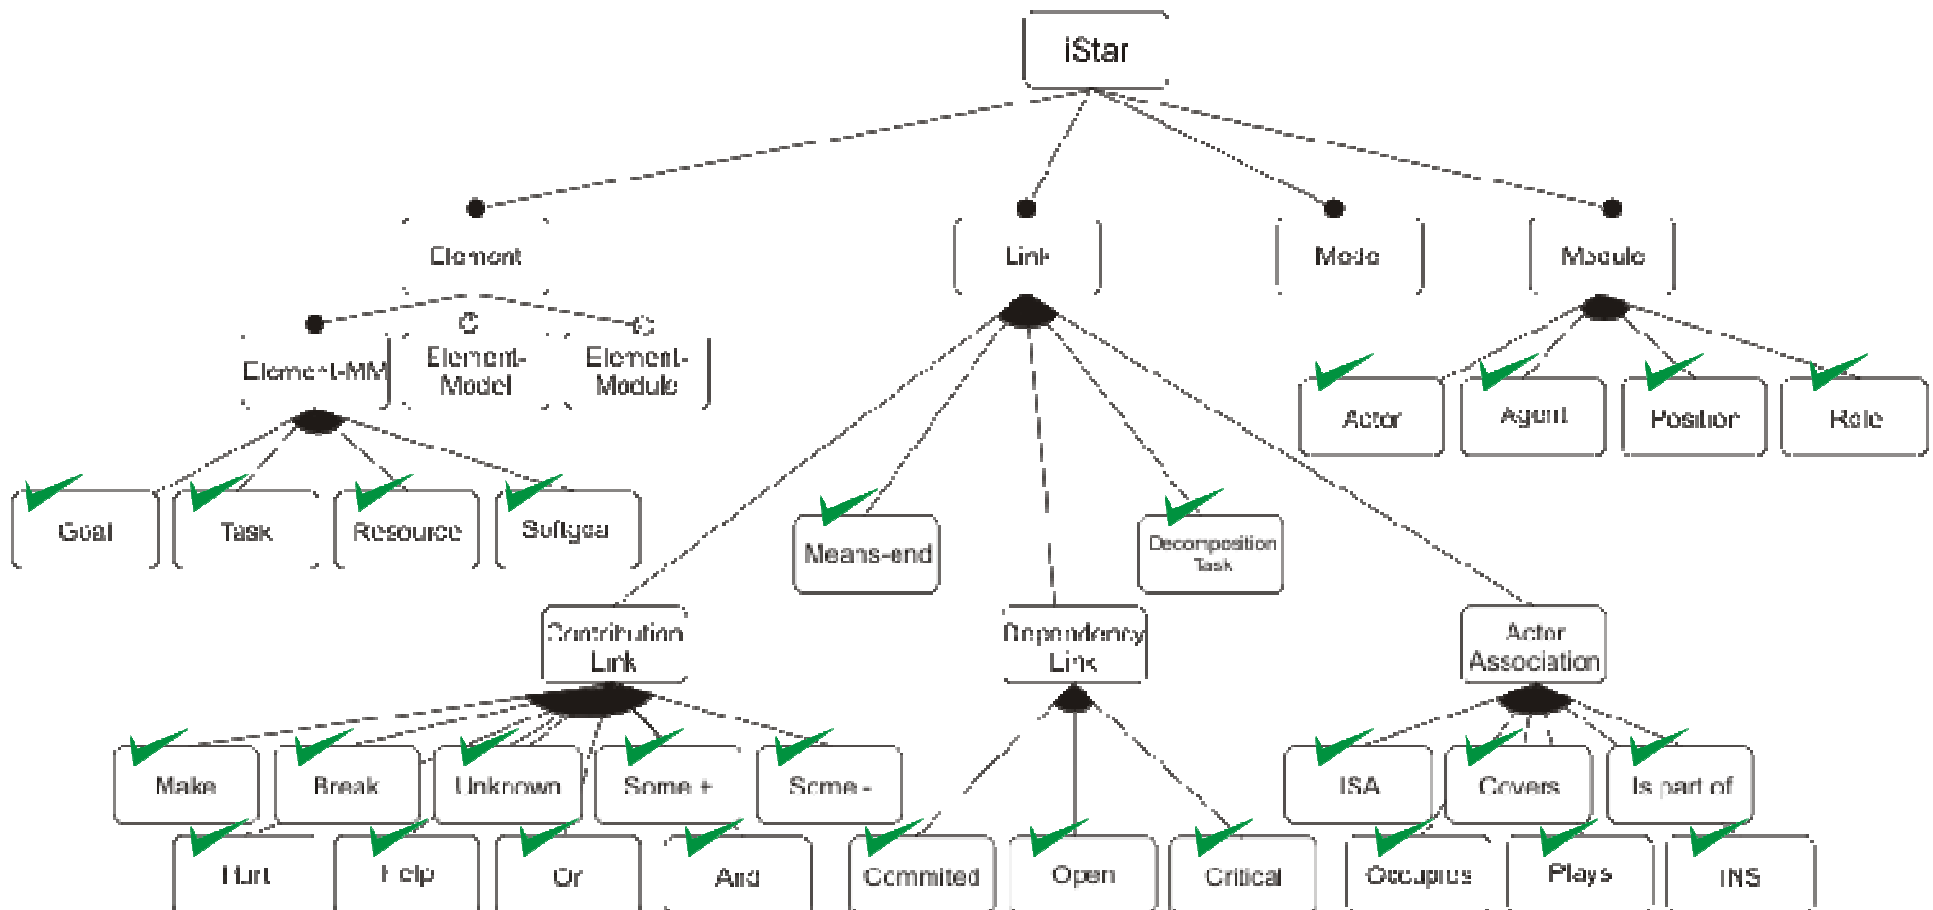 iStar
Element
Link
Mode
Module
Element-MM
Element-
Model
Element-
Module
Actor
Agent
Position
Role
Goal
Task
Resource
Softgoal
Means-end
Decomposition
Task
Contribution
Link
Dependency
Link
Actor
Association
Make
Break
Unknown
Some +
Some -
ISA
Covers
Is part of
Hurt
Help
Or
And
Committed
Open
Critical
Occupies
Plays
INS